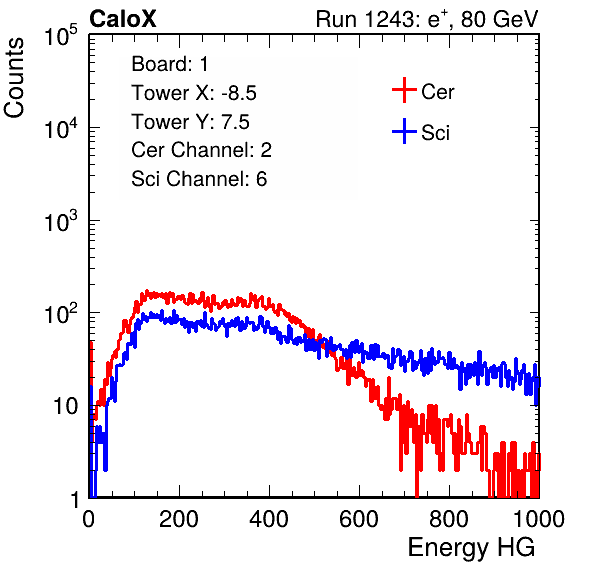 CaloX Run 1243: e⁺, 80 GeV
Counts
10⁵
10⁴
10³
10²
10
1
Board: 1
Tower X: -8.5
Tower Y: 7.5
Cer Channel: 2
Sci Channel: 6
Cer
Sci
0 200 400 600 800 1000
Energy HG